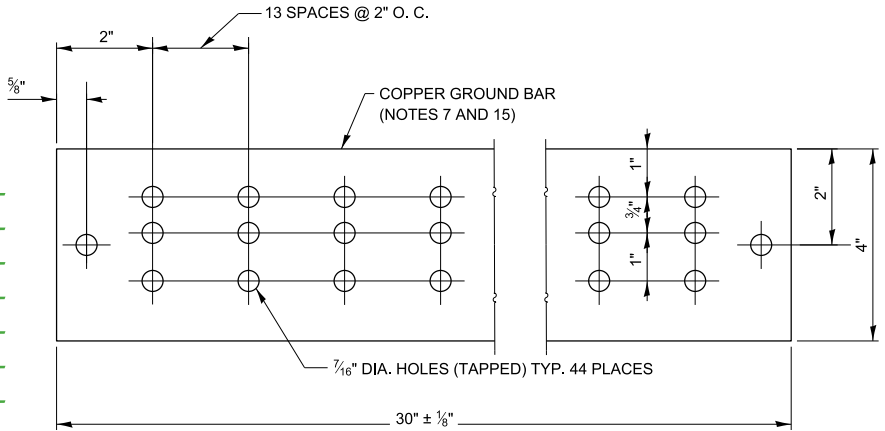 13 SPACES @ 2" O. C.
2"
⅝"
COPPER GROUND BAR
(NOTES 7 AND 15)
1"
¾"
1"
2"
4"
7/16" DIA. HOLES (TAPPED) TYP. 44 PLACES
30" ± ⅛"